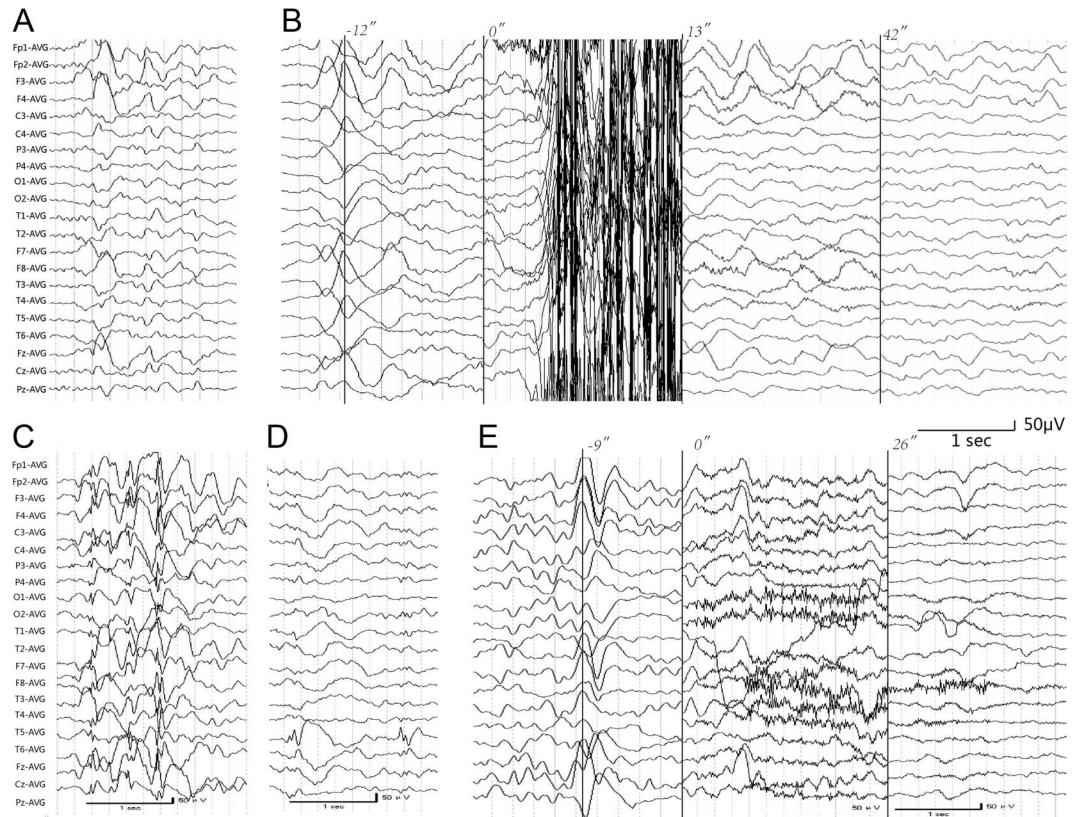 A
B
-12"
0"
13"
42"
Fp1-AVG
Fp2-AVG
F3-AVG
F4-AVG
C3-AVG
C4-AVG
P3-AVG
P4-AVG
O1-AVG
O2-AVG
T1-AVG
T2-AVG
F7-AVG
F8-AVG
T3-AVG
T4-AVG
T5-AVG
T6-AVG
Fz-AVG
Cz-AVG
Pz-AVG
C
D
E
-9"
0"
26"
50μV
1 sec
Fp1-AVG
Fp2-AVG
F3-AVG
F4-AVG
C3-AVG
C4-AVG
P3-AVG
P4-AVG
O1-AVG
O2-AVG
T1-AVG
T2-AVG
F7-AVG
F8-AVG
T3-AVG
T4-AVG
T5-AVG
T6-AVG
Fz-AVG
Cz-AVG
Pz-AVG
1 sec
50 μ V
1 sec
50 μ V
50 μV
1 sec
50 μ V